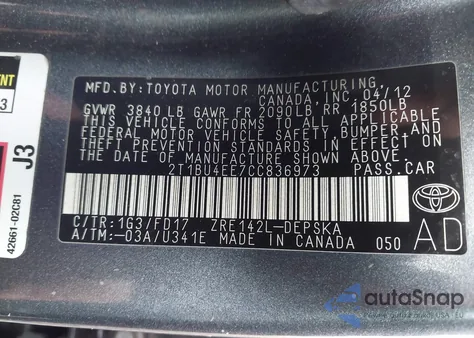 ENT
3
J3
42661-02C81
MFD.BY:TOYOTA MOTOR MANUFACTURING
CANADA,INC.04/12
GVWR 3840 LB GAWR FR 2090LB,RR 1850LB
THIS VEHICLE CONFORMS TO ALL APPLICABLE
FEDERAL MOTOR VEHICLE SAFETY, BUMPER,AND
THEFT PREVENTION STANDARDS IN EFFECT ON
THE DATE OF MANUFACTURE SHOWN ABOVE.
2T1BU4EE7CC836973 PASS.CAR
C/TR:1G3/FD17 ZRE142L-DEPSKA
A/TM:-03A/U341E MADE IN CANADA 050
TOYOTA
AD
autoSnap